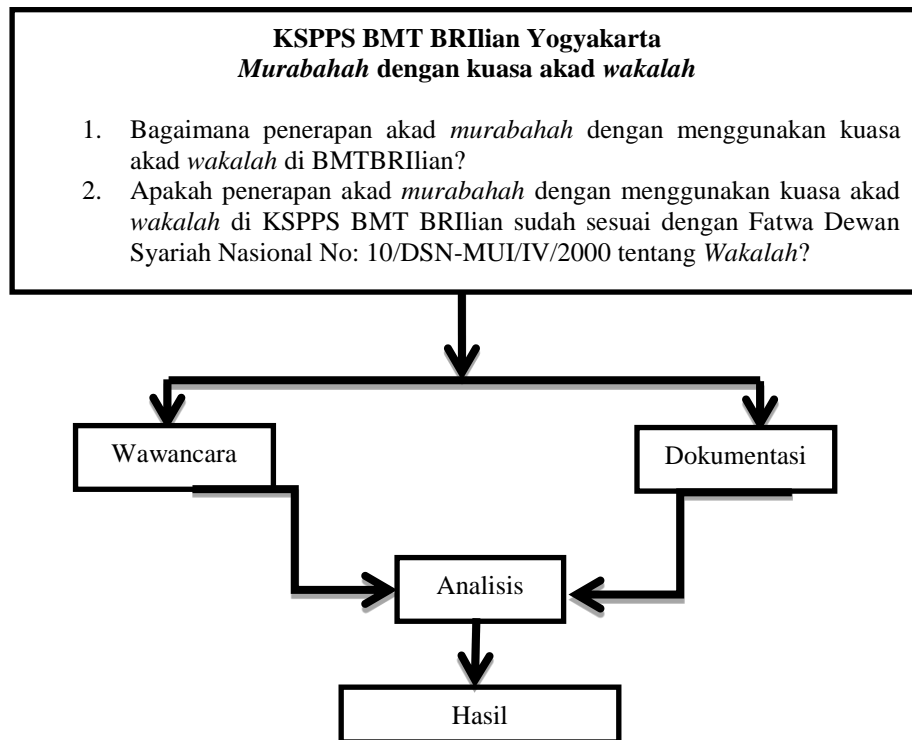 KSPPS BMT BRIlian Yogyakarta
Murabahah dengan kuasa akad wakalah
1. Bagaimana penerapan akad murabahah dengan menggunakan kuasa
akad wakalah di BMTBRIlian?
2. Apakah penerapan akad murabahah dengan menggunakan kuasa akad
wakalah di KSPPS BMT BRIlian sudah sesuai dengan Fatwa Dewan
Syariah Nasional No: 10/DSN-MUI/IV/2000 tentang Wakalah?
Wawancara
Dokumentasi
Analisis
Hasil